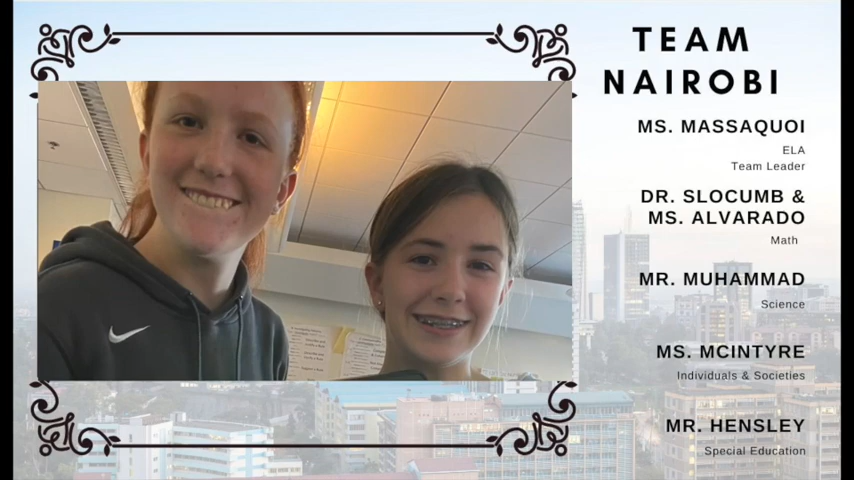 TEAM
NAIROBI
MS. MASSAQUOI
ELA
Team Leader
DR. SLOCUMB &
MS. ALVARADO
Math
MR. MUHAMMAD
Science
MS. MCINTYRE
Individuals & Societies
MR. HENSLEY
Special Education